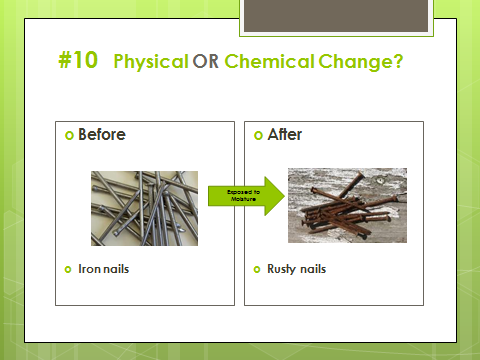 #10 Physical OR Chemical Change?
Before
Iron nails
Exposed to
Moisture
After
Rusty nails